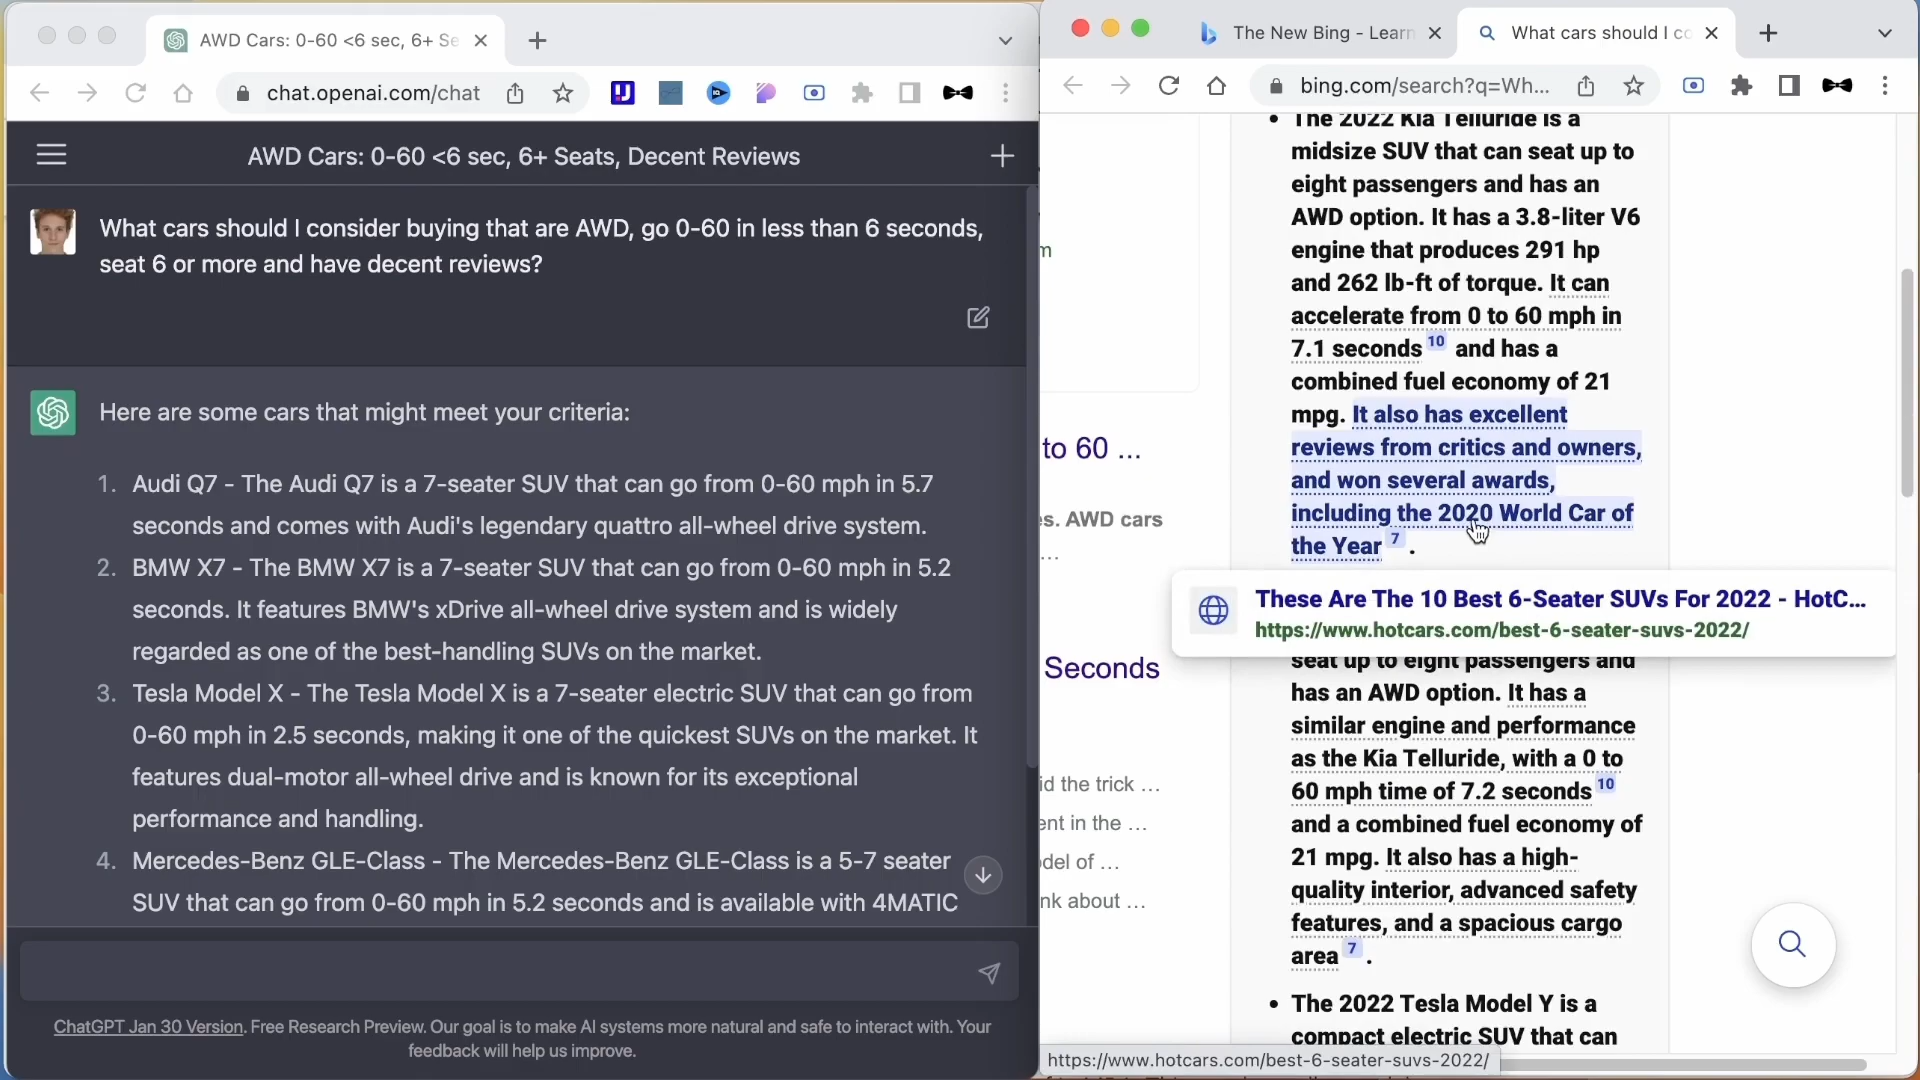 AWD Cars: 0-60 <6 sec, 6+ Se
chat.openai.com/chat
AWD Cars: 0-60 <6 sec, 6+ Seats, Decent Reviews
What cars should I consider buying that are AWD, go 0-60 in less than 6 seconds,
seat 6 or more and have decent reviews?
Here are some cars that might meet your criteria:
1. Audi Q7 - The Audi Q7 is a 7-seater SUV that can go from 0-60 mph in 5.7
seconds and comes with Audi's legendary quattro all-wheel drive system.
2. BMW X7 - The BMW X7 is a 7-seater SUV that can go from 0-60 mph in 5.2
seconds. It features BMW's xDrive all-wheel drive system and is widely
regarded as one of the best-handling SUVs on the market.
3. Tesla Model X - The Tesla Model X is a 7-seater electric SUV that can go from
0-60 mph in 2.5 seconds, making it one of the quickest SUVs on the market. It
features dual-motor all-wheel drive and is known for its exceptional
performance and handling.
4. Mercedes-Benz GLE-Class - The Mercedes-Benz GLE-Class is a 5-7 seater
SUV that can go from 0-60 mph in 5.2 seconds and is available with 4MATIC
ChatGPT Jan 30 Version. Free Research Preview. Our goal is to make AI systems more natural and safe to interact with. Your
feedback will help us improve.
The New Bing - Learn
What cars should I co
bing.com/search?q=Wh...
m
to 60 ...
es. AWD cars
...
Seconds
id the trick ...
ent in the ...
odel of ...
nk about ...
• The 2022 Kia Telluride is a
midsize SUV that can seat up to
eight passengers and has an
AWD option. It has a 3.8-liter V6
engine that produces 291 hp
and 262 lb-ft of torque. It can
accelerate from 0 to 60 mph in
7.1 seconds 10 and has a
combined fuel economy of 21
mpg. It also has excellent
reviews from critics and owners,
and won several awards,
including the 2020 World Car of
the Year 7 .
These Are The 10 Best 6-Seater SUVs For 2022 - HotC...
https://www.hotcars.com/best-6-seater-suvs-2022/
seat up to eight passengers and
has an AWD option. It has a
similar engine and performance
as the Kia Telluride, with a 0 to
60 mph time of 7.2 seconds 10
and a combined fuel economy of
21 mpg. It also has a high-
quality interior, advanced safety
features, and a spacious cargo
area 7 .
• The 2022 Tesla Model Y is a
compact electric SUV that can
https://www.hotcars.com/best-6-seater-suvs-2022/